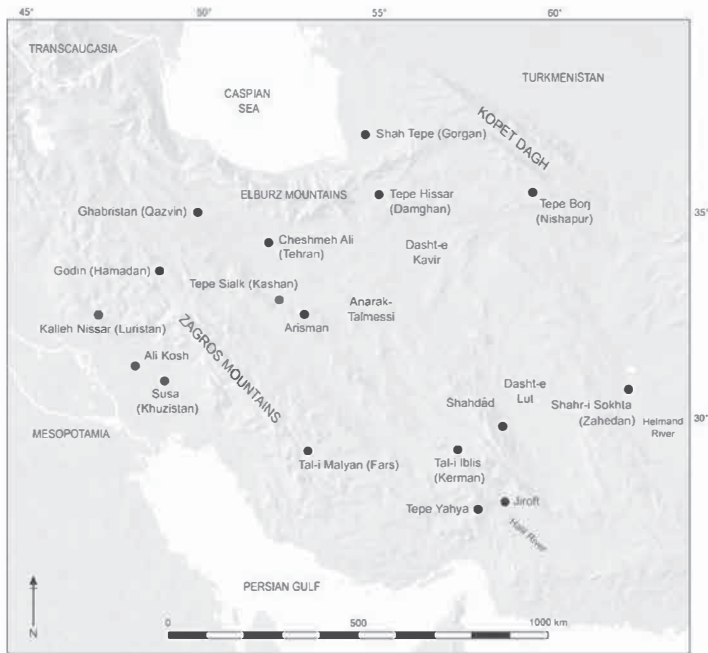 45°
50°
55°
60°
TRANSCAUCASIA
CASPIAN
SEA
TURKMENISTAN
KOPET DAGH
Shah Tepe (Gorgan)
ELBURZ MOUNTAINS
Tepe Hissar
(Damghan)
Tepe Borj
(Nishapur)
Ghabristan (Qazvin)
35°
Cheshmeh Ali
(Tehran)
Dasht-e
Kavir
Godin (Hamadan)
Tepe Sialk (Kashan)
Arisman
Anarak-
Talmessi
Kalleh Nissar (Luristan)
ZAGROS MOUNTAINS
Ali Kosh
Susa
(Khuzistan)
Dasht-e
Lut
Shahdād
Shahr-i Sokhta
(Zahedan)
Helmand
River
30°
MESOPOTAMIA
Tal-i Malyan (Fars)
Tal-i Iblis
(Kerman)
Tepe Yahya
Jiroft
Halil River
PERSIAN GULF
N
0
500
1000 km